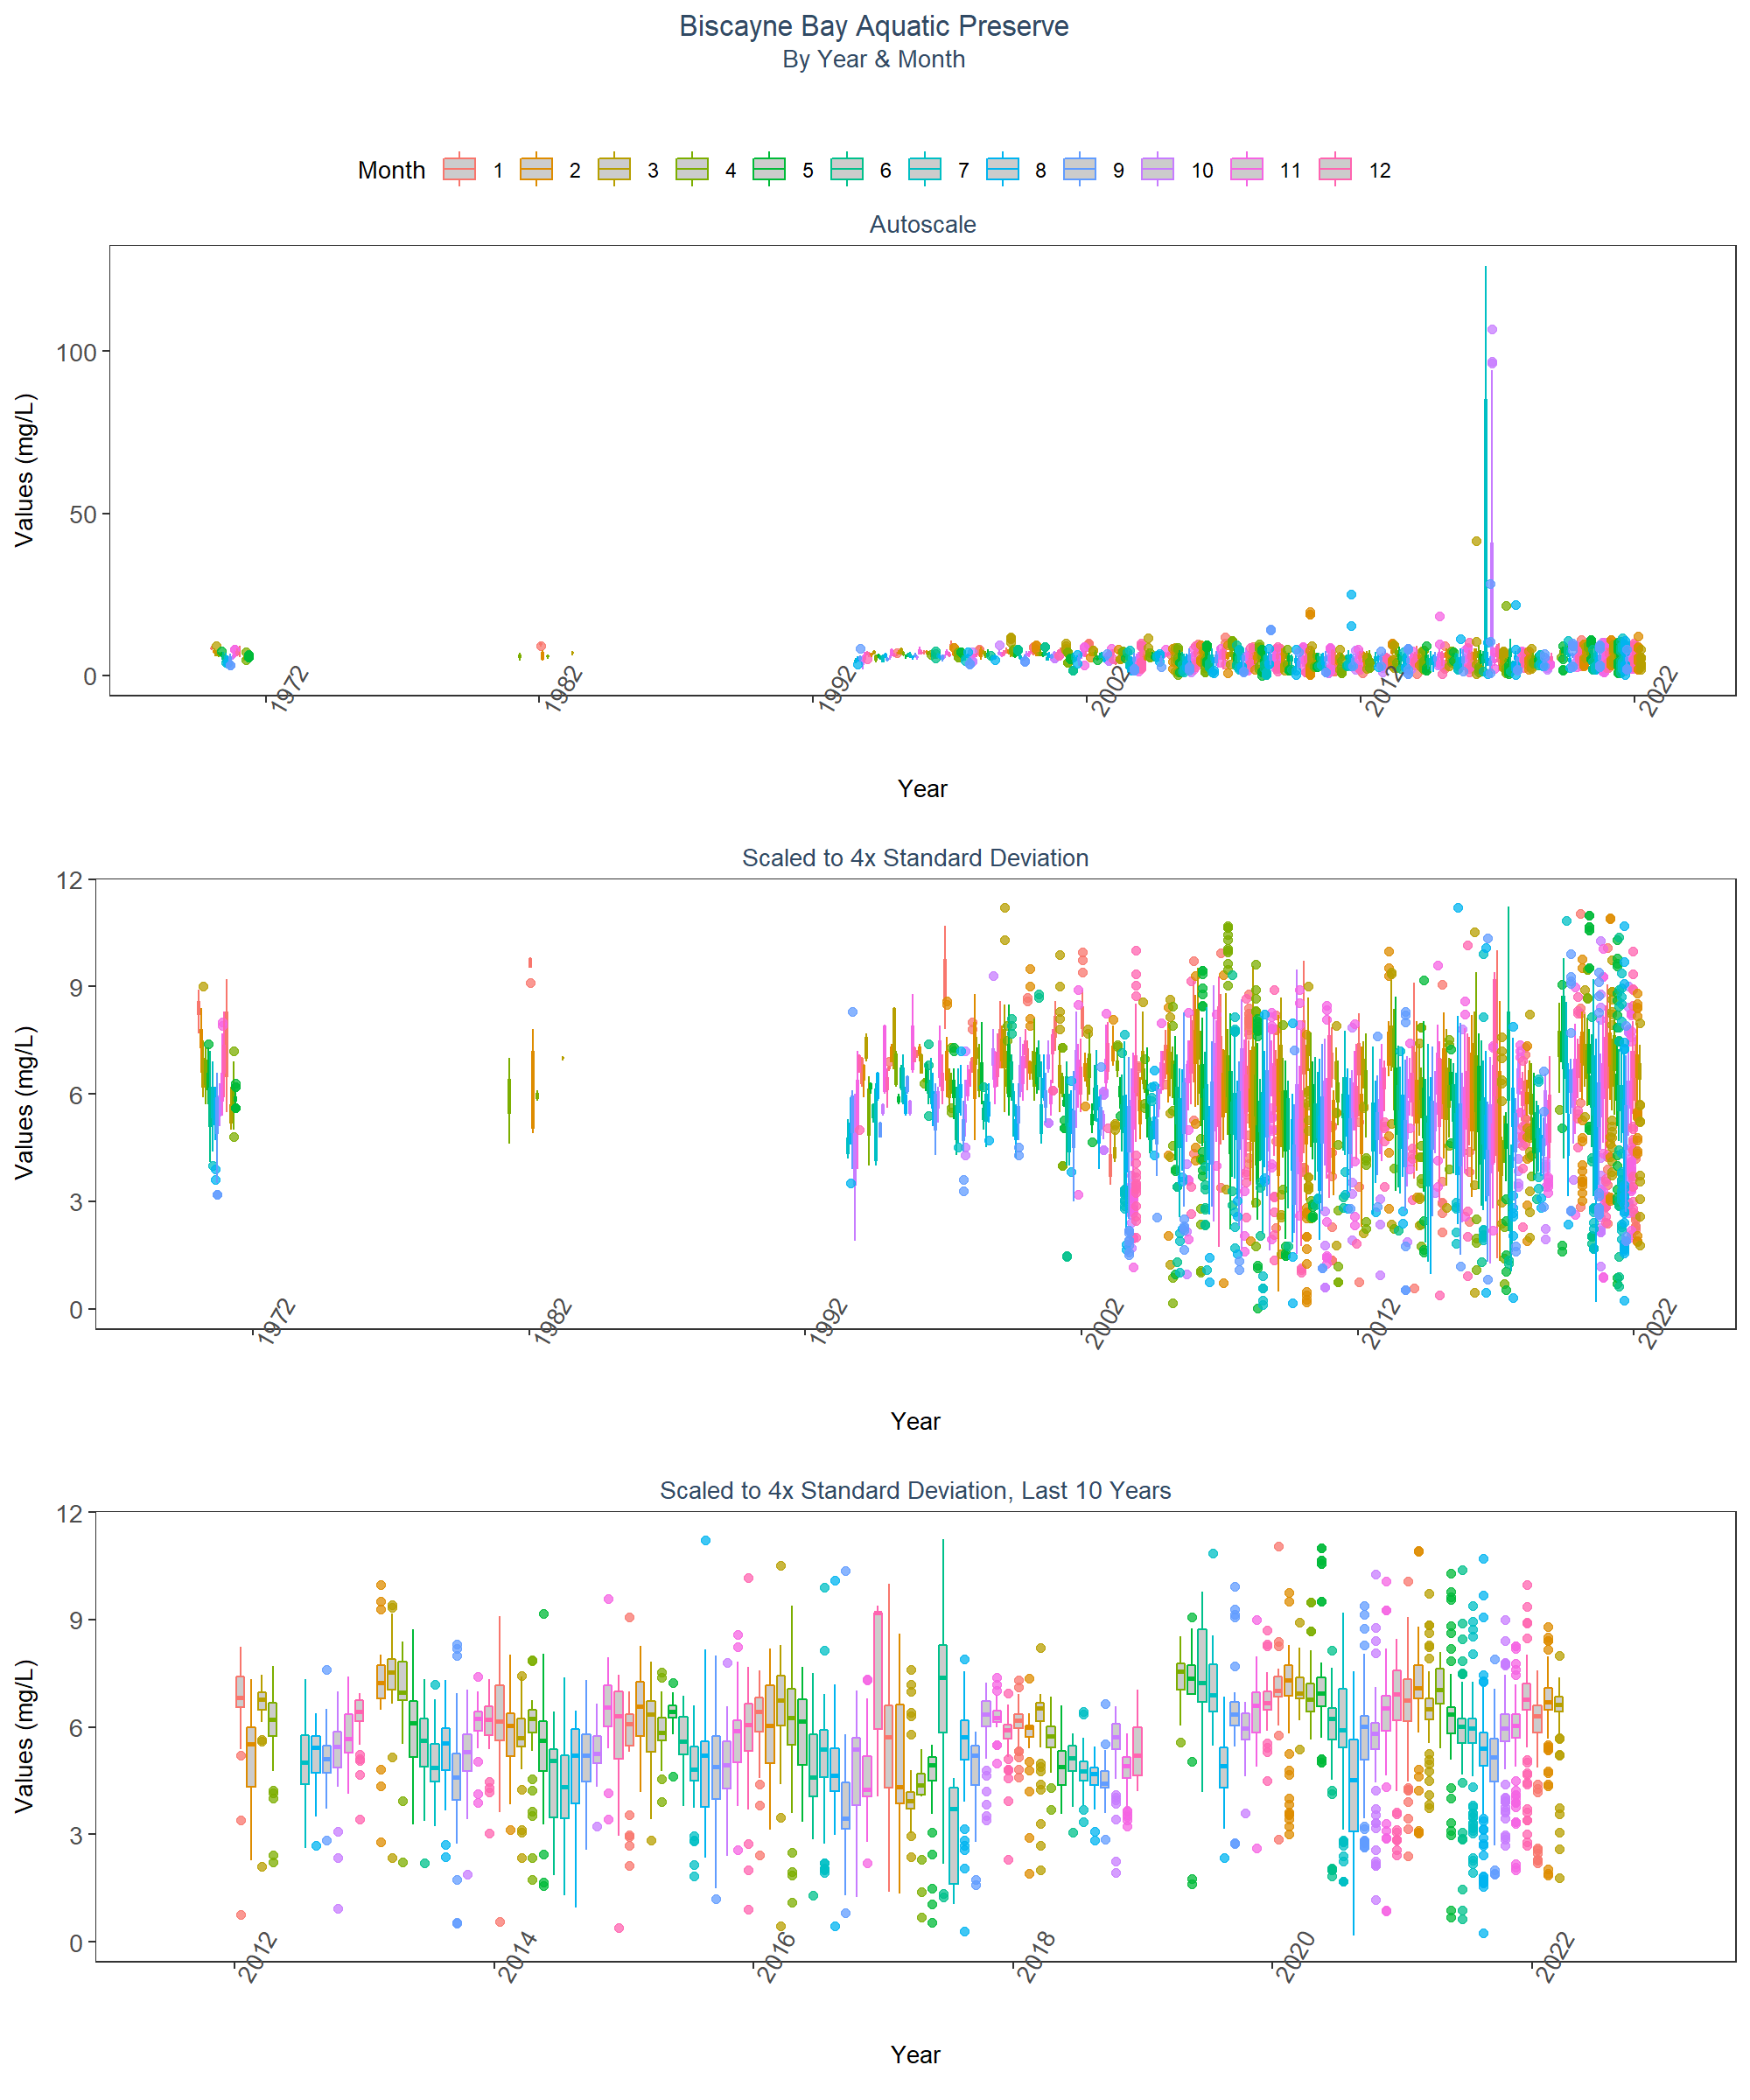 Biscayne Bay Aquatic Preserve
By Year & Month
Month 1 2 3 4 5 6 7 8 9 10 11 12
Autoscale
Values (mg/L)
100
50
0
1972 1982 1992 2002 2012 2022
Year
Scaled to 4x Standard Deviation
Values (mg/L)
12
9
6
3
0
1972 1982 1992 2002 2012 2022
Year
Scaled to 4x Standard Deviation, Last 10 Years
Values (mg/L)
12
9
6
3
0
2012 2014 2016 2018 2020 2022
Year